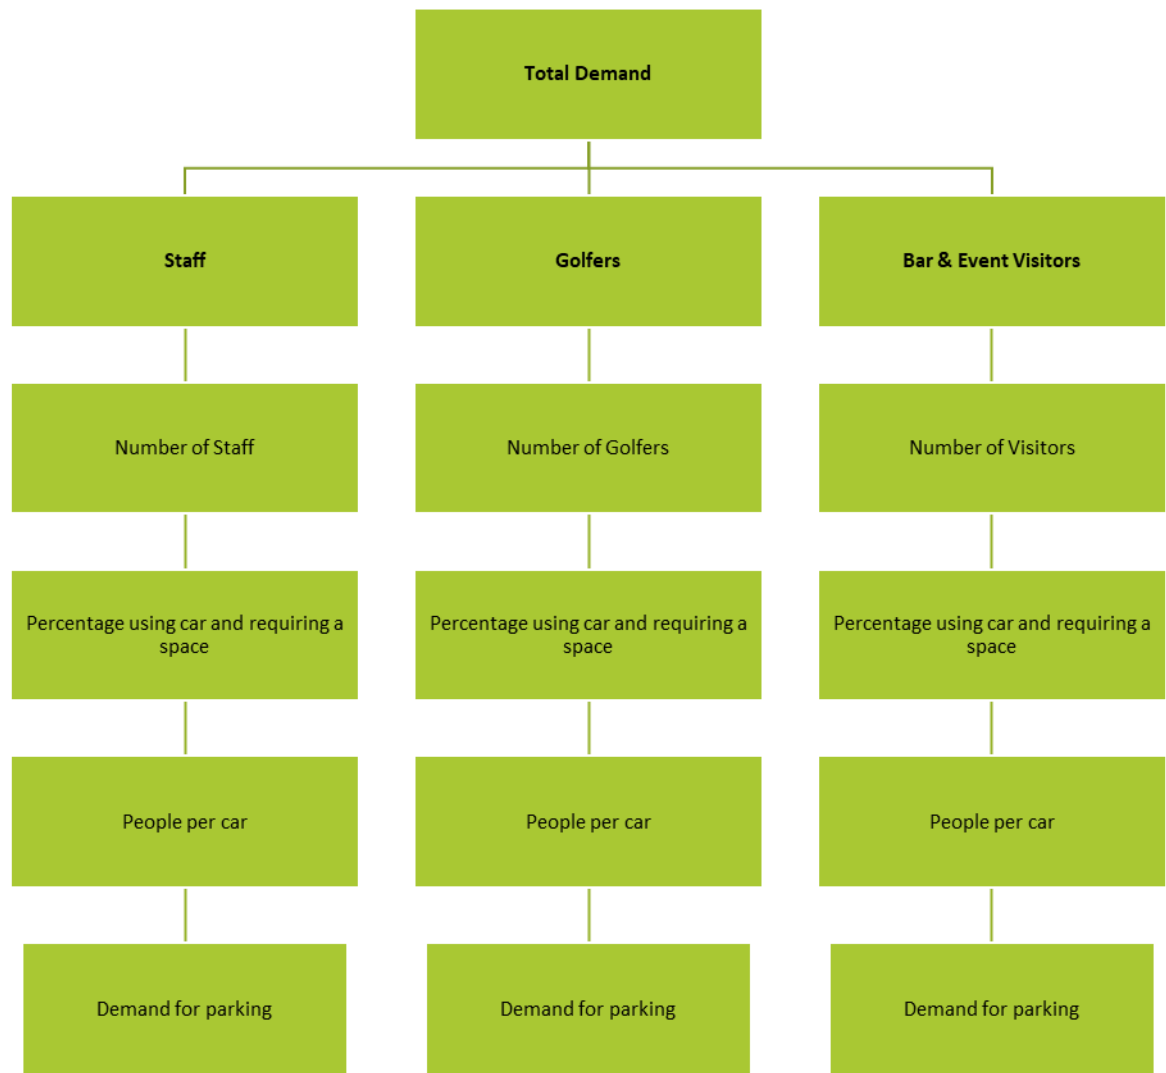 Total Demand
Staff
Golfers
Bar & Event Visitors
Number of Staff
Number of Golfers
Number of Visitors
Percentage using car and requiring a
space
Percentage using car and requiring a
space
Percentage using car and requiring a
space
People per car
People per car
People per car
Demand for parking
Demand for parking
Demand for parking